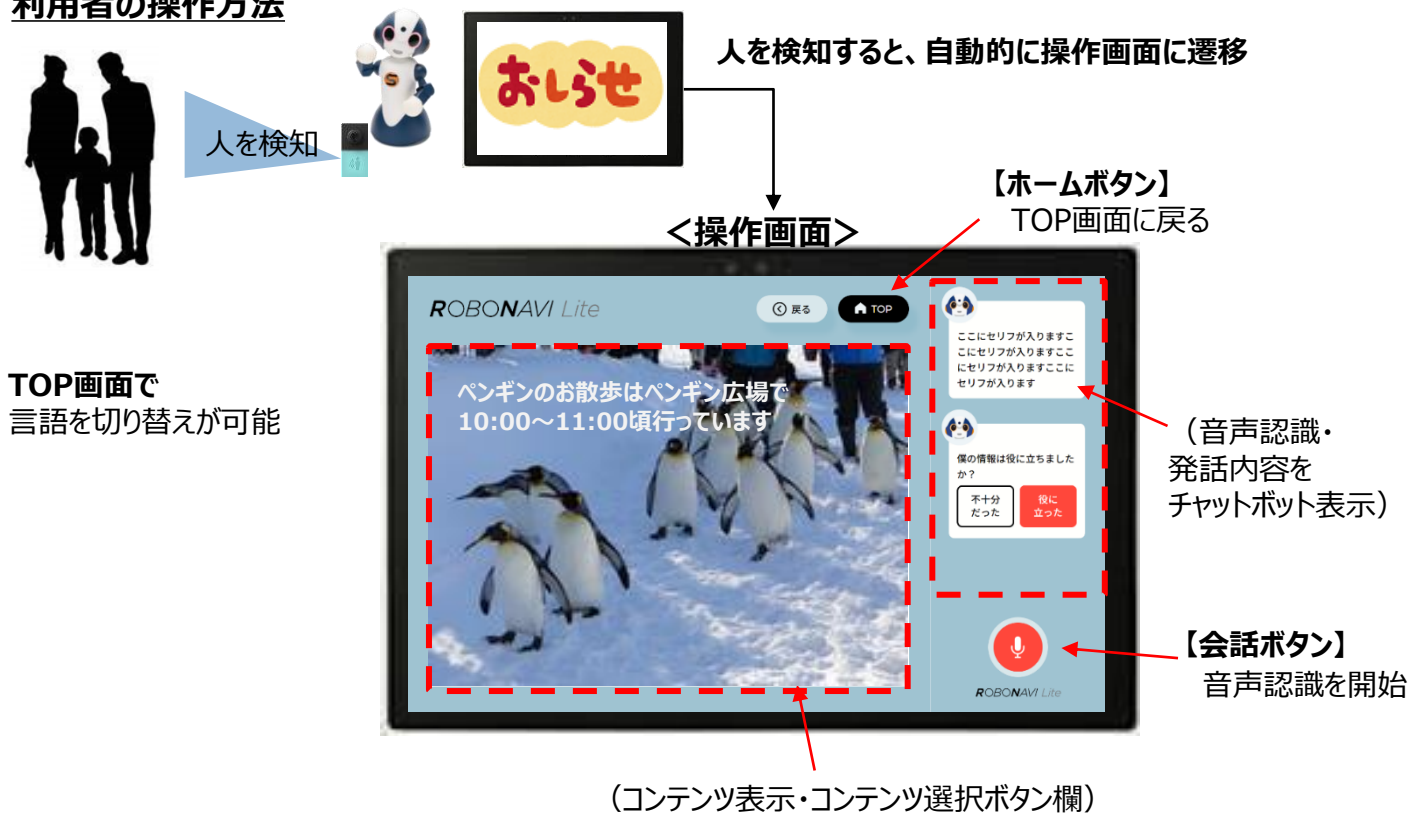 利用者の操作方法
人を検知
おしらせ
人を検知すると、自動的に操作画面に遷移
【ホームボタン】
TOP画面に戻る
＜操作画面＞
ROBONAVI Lite
戻る
TOP
ペンギンのお散歩はペンギン広場で
10:00～11:00頃行っています
ここにセリフが入りますこ
こにセリフが入りますここ
にセリフが入りますここに
セリフが入ります
僕の情報は役に立ちました
か？
不十分
だった
役に
立った
ROBONAVI Lite
TOP画面で
言語を切り替えが可能
（音声認識・
発話内容を
チャットボット表示）
【会話ボタン】
音声認識を開始
（コンテンツ表示・コンテンツ選択ボタン欄）